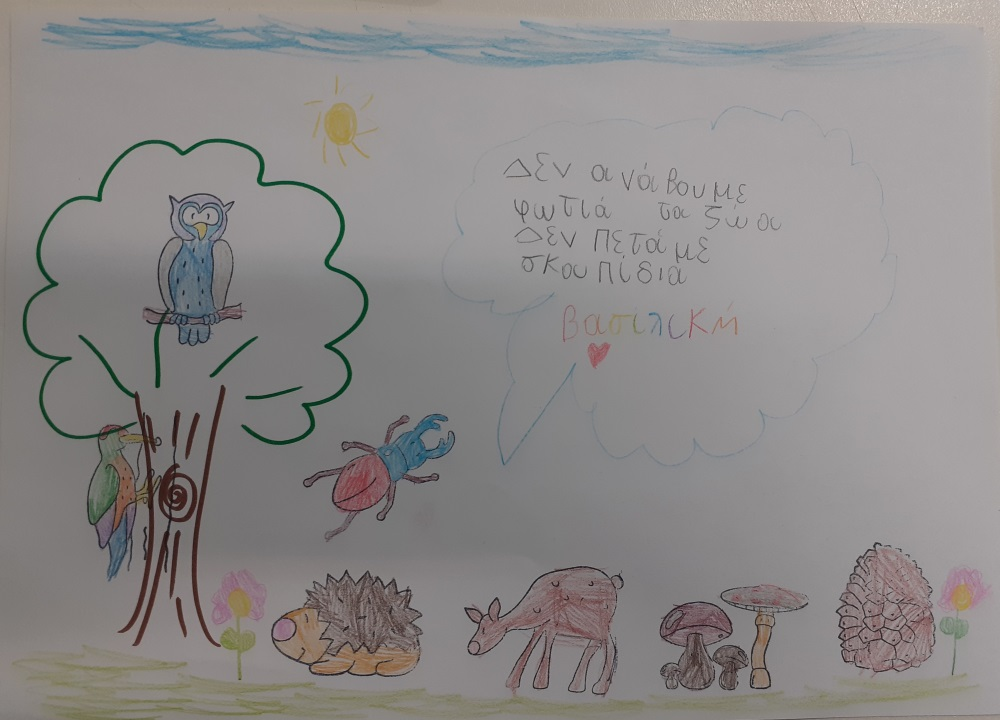 Δεν ανάβουμε
φωτιά τα ζώα
Δεν πετάμε
σκουπίδια
Βασιλική